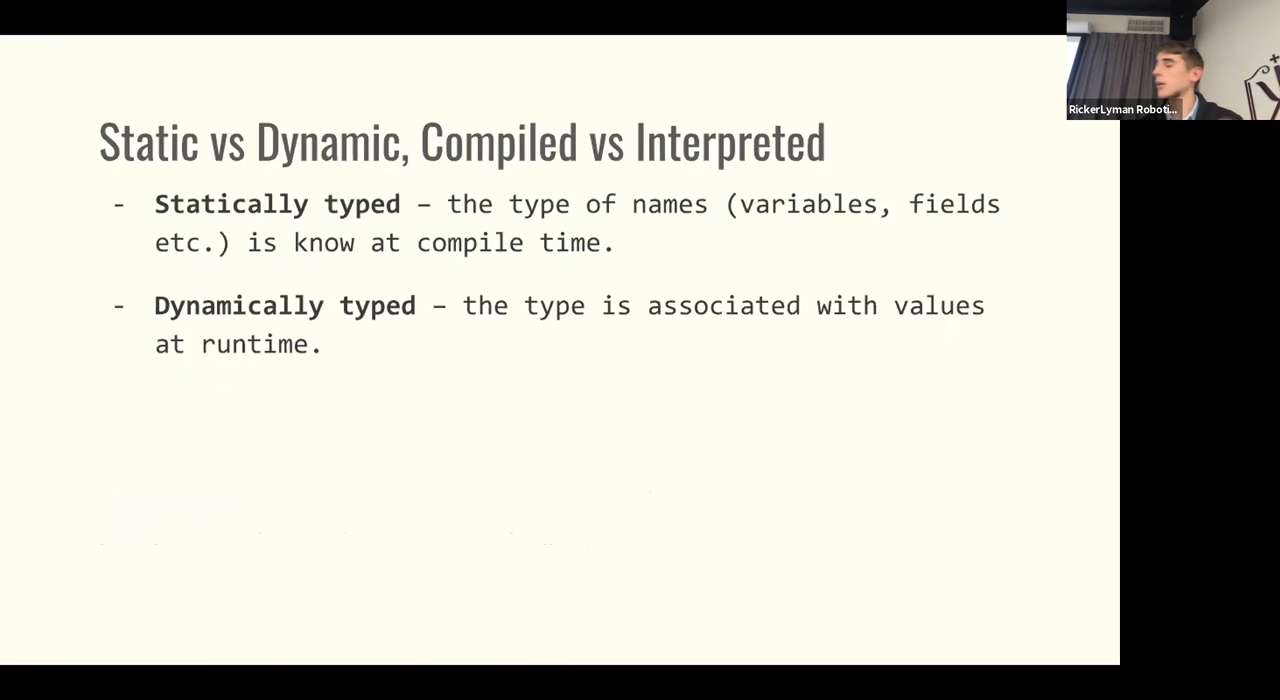 Static vs Dynamic, Compiled vs Interpreted
- Statically typed – the type of names (variables, fields
etc.) is know at compile time.
- Dynamically typed – the type is associated with values
at runtime.
RickerLyman Roboti...